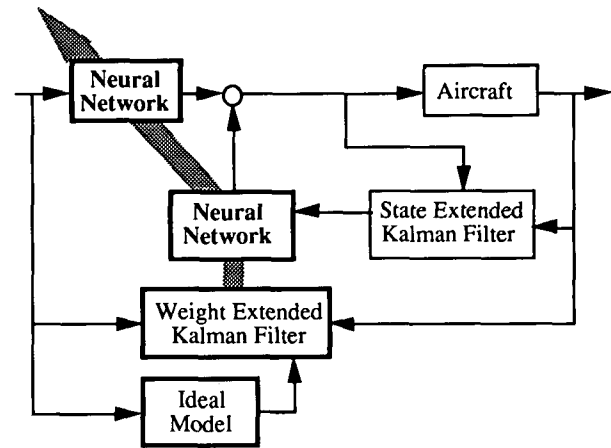 Neural
Network
Aircraft
Neural
Network
State Extended
Kalman Filter
Weight Extended
Kalman Filter
Ideal
Model